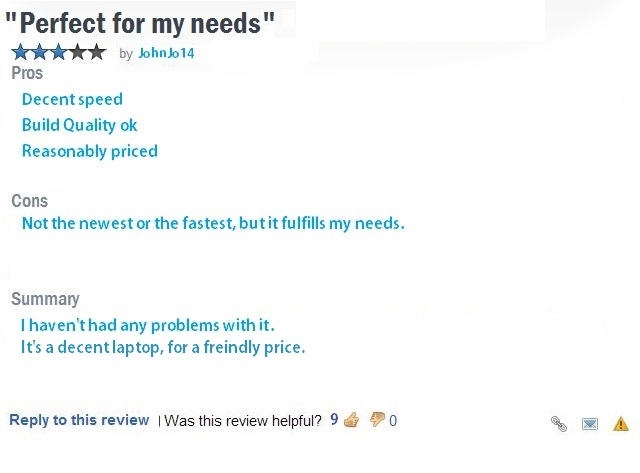 "Perfect for my needs"
by JohnJo14
Pros
Decent speed
Build Quality ok
Reasonably priced
Cons
Not the newest or the fastest, but it fulfills my needs.
Summary
I haven't had any problems with it.
It's a decent laptop, for a freindly price.
Reply to this review | Was this review helpful? 9 0